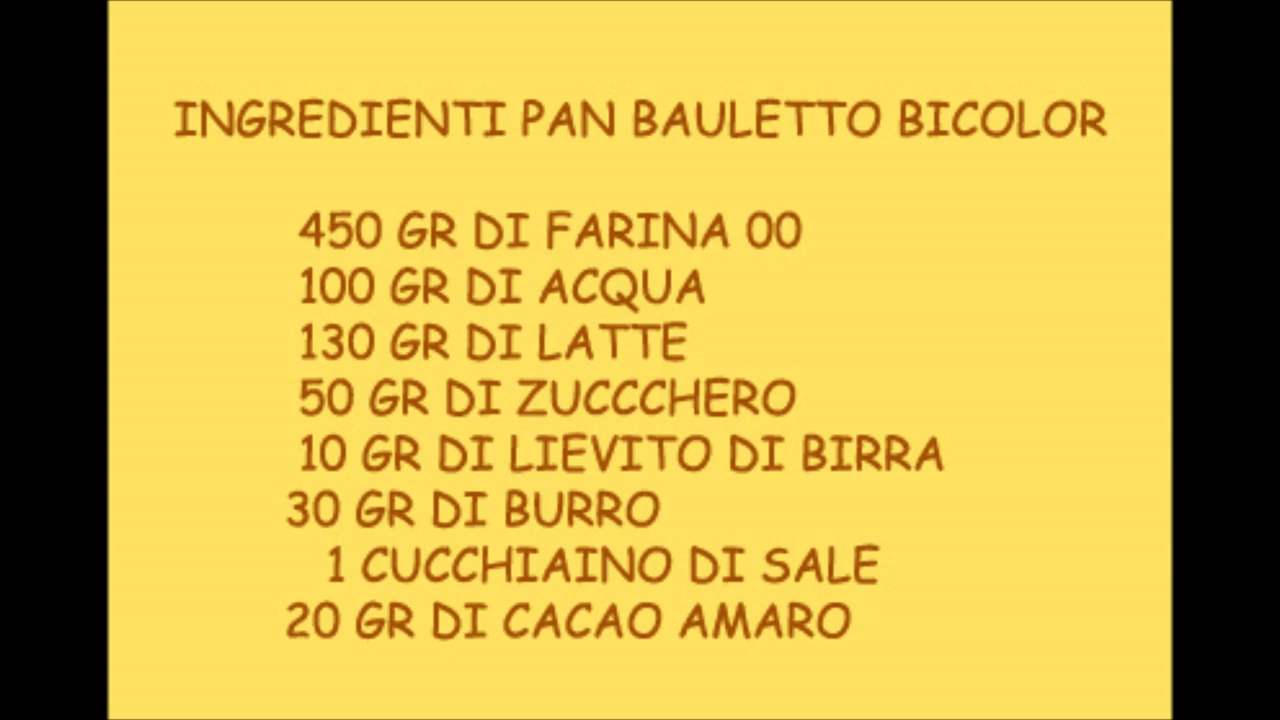 INGREDIENTI PAN BAULETTO BICOLOR
450 GR DI FARINA 00
100 GR DI ACQUA
130 GR DI LATTE
50 GR DI ZUCCCHERO
10 GR DI LIEVITO DI BIRRA
30 GR DI BURRO
1 CUCCHIAINO DI SALE
20 GR DI CACAO AMARO